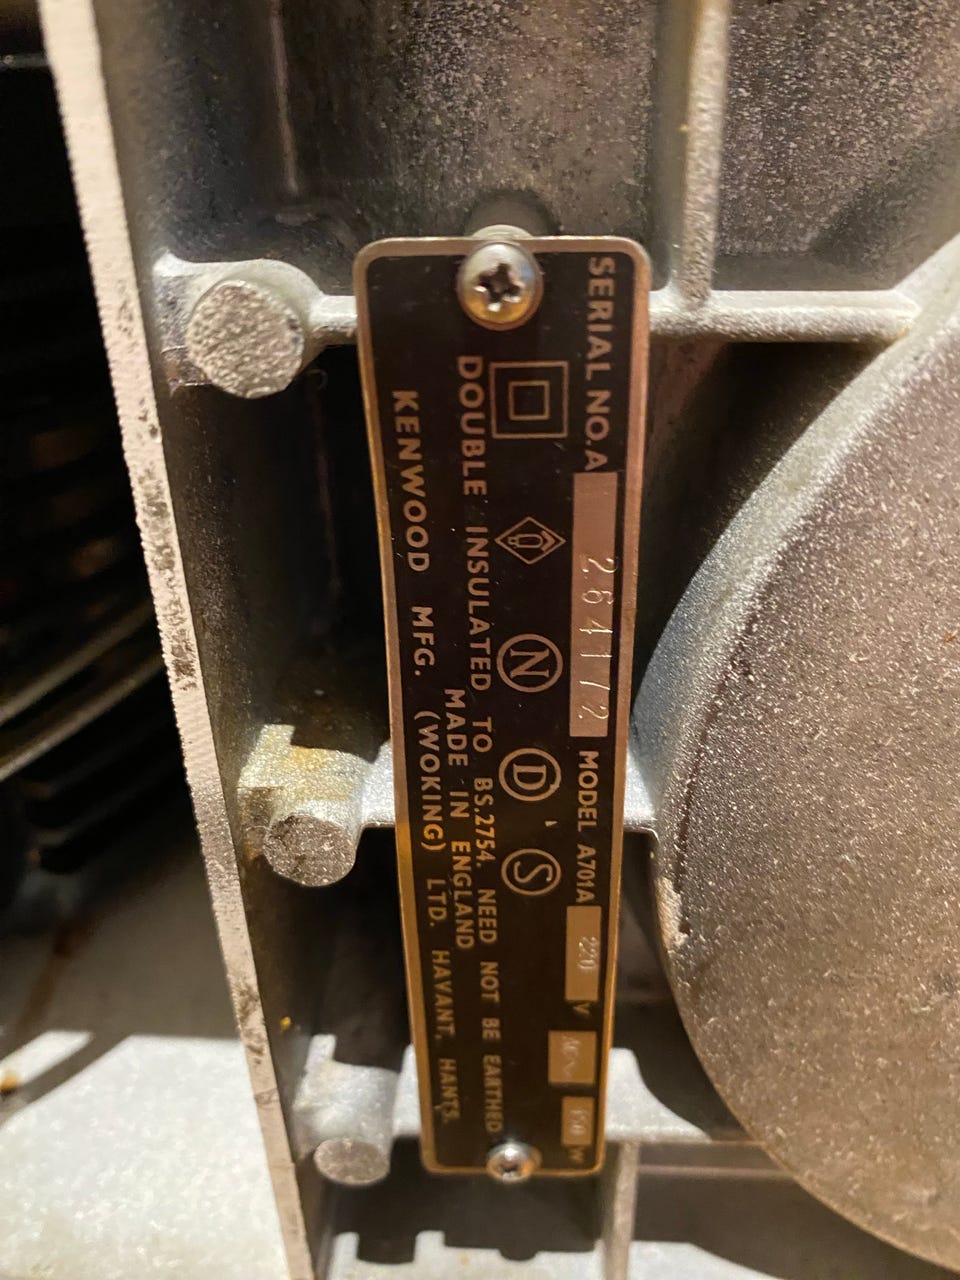 SERIAL NO. A 264172 MODEL A701A 220 V W
N D S
DOUBLE INSULATED TO BS.2754. NEED NOT BE EARTHED
MADE IN ENGLAND
KENWOOD MFG. (WOKING) LTD. HAVANT. HANTS.